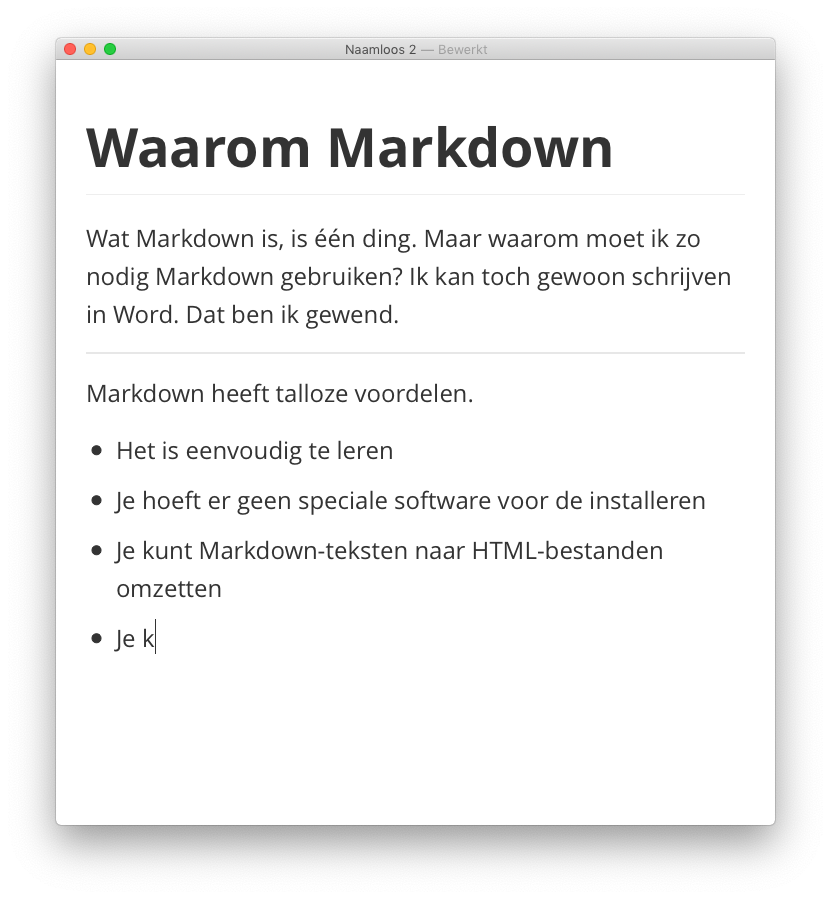 Naamloos 2 — Bewerkt
Waarom Markdown
Wat Markdown is, is één ding. Maar waarom moet ik zo
nodig Markdown gebruiken? Ik kan toch gewoon schrijven
in Word. Dat ben ik gewend.
Markdown heeft talloze voordelen.
• Het is eenvoudig te leren
• Je hoeft er geen speciale software voor de installeren
• Je kunt Markdown-teksten naar HTML-bestanden
omzetten
• Je k